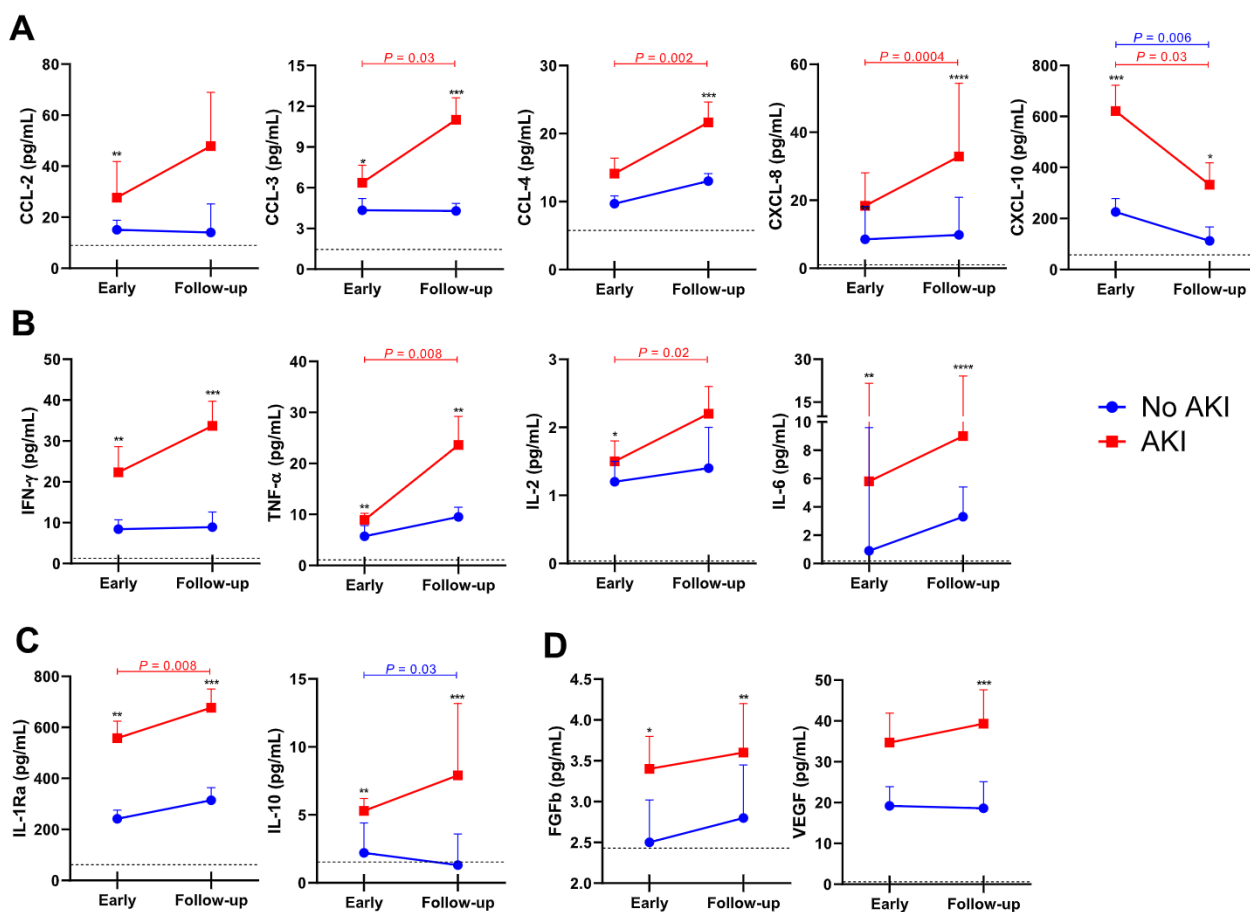 A
P = 0.03
P = 0.002
P = 0.0004
P = 0.006
P = 0.03
CCL-2 (pg/mL)
80
60
40
20
0
**
Early
Follow-up
CCL-3 (pg/mL)
15
12
9
6
3
0
*
***
Early
Follow-up
CCL-4 (pg/mL)
30
20
10
0
***
Early
Follow-up
CXCL-8 (pg/mL)
60
40
20
0
****
Early
Follow-up
CXCL-10 (pg/mL)
800
600
400
200
0
***
*
Early
Follow-up
B
IFN-γ (pg/mL)
50
40
30
20
10
0
**
***
Early
Follow-up
P = 0.008
TNF-α (pg/mL)
40
30
20
10
0
**
**
Early
Follow-up
P = 0.02
IL-2 (pg/mL)
3
2
1
0
*
Early
Follow-up
IL-6 (pg/mL)
30
15
10
8
6
4
2
0
**
****
Early
Follow-up
No AKI
AKI
C
P = 0.008
IL-1Ra (pg/mL)
800
600
400
200
0
**
***
Early
Follow-up
P = 0.03
IL-10 (pg/mL)
15
10
5
0
**
***
Early
Follow-up
D
FGFb (pg/mL)
4.5
4.0
3.5
3.0
2.5
2.0
*
**
Early
Follow-up
VEGF (pg/mL)
50
40
30
20
10
0
***
Early
Follow-up